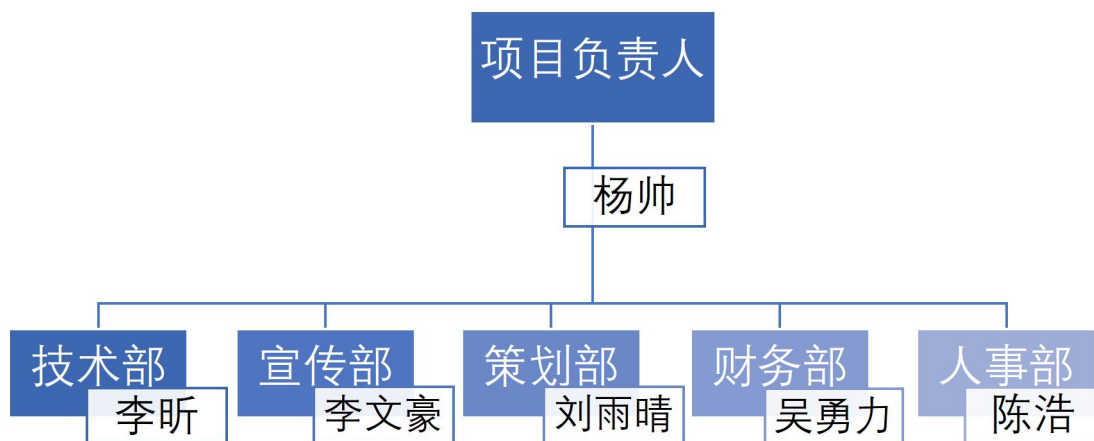 项目负责人
杨帅
技术部
李昕
宣传部
李文豪
策划部
刘雨晴
财务部
吴勇力
人事部
陈浩